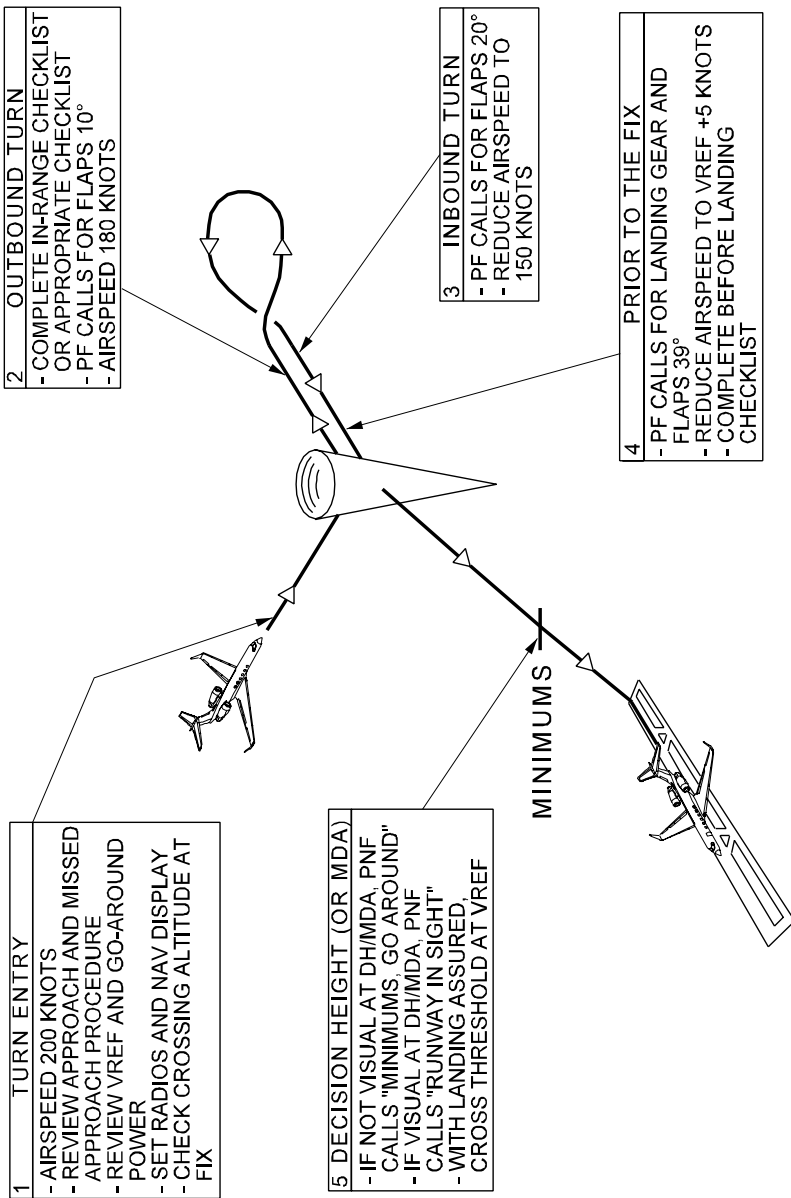 1 TURN ENTRY
- AIRSPEED 200 KNOTS
- REVIEW APPROACH AND MISSED
APPROACH PROCEDURE
- REVIEW VREF AND GO-AROUND
POWER
- SET RADIOS AND NAV DISPLAY
- CHECK CROSSING ALTITUDE AT
FIX
2 OUTBOUND TURN
- COMPLETE IN-RANGE CHECKLIST
OR APPROPRIATE CHECKLIST
- PF CALLS FOR FLAPS 10°
- AIRSPEED 180 KNOTS
3 INBOUND TURN
- PF CALLS FOR FLAPS 20°
- REDUCE AIRSPEED TO
150 KNOTS
4 PRIOR TO THE FIX
- PF CALLS FOR LANDING GEAR AND
FLAPS 39°
- REDUCE AIRSPEED TO VREF +5 KNOTS
- COMPLETE BEFORE LANDING
CHECKLIST
5 DECISION HEIGHT (OR MDA)
- IF NOT VISUAL AT DH/MDA, PNF
CALLS "MINIMUMS, GO AROUND"
- IF VISUAL AT DH/MDA, PNF
CALLS "RUNWAY IN SIGHT"
- WITH LANDING ASSURED,
CROSS THRESHOLD AT VREF
MINIMUMS